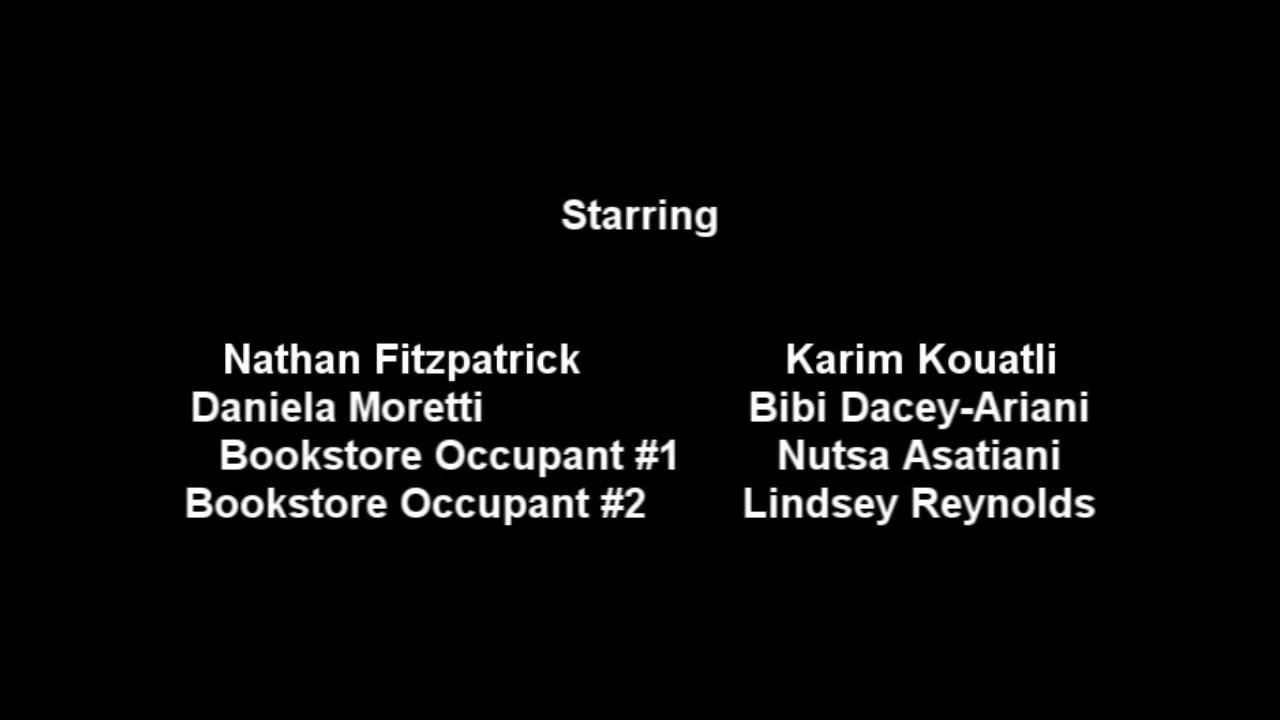 Starring
Nathan Fitzpatrick Karim Kouatli
Daniela Moretti Bibi Dacey-Ariani
Bookstore Occupant #1 Nutsa Asatiani
Bookstore Occupant #2 Lindsey Reynolds